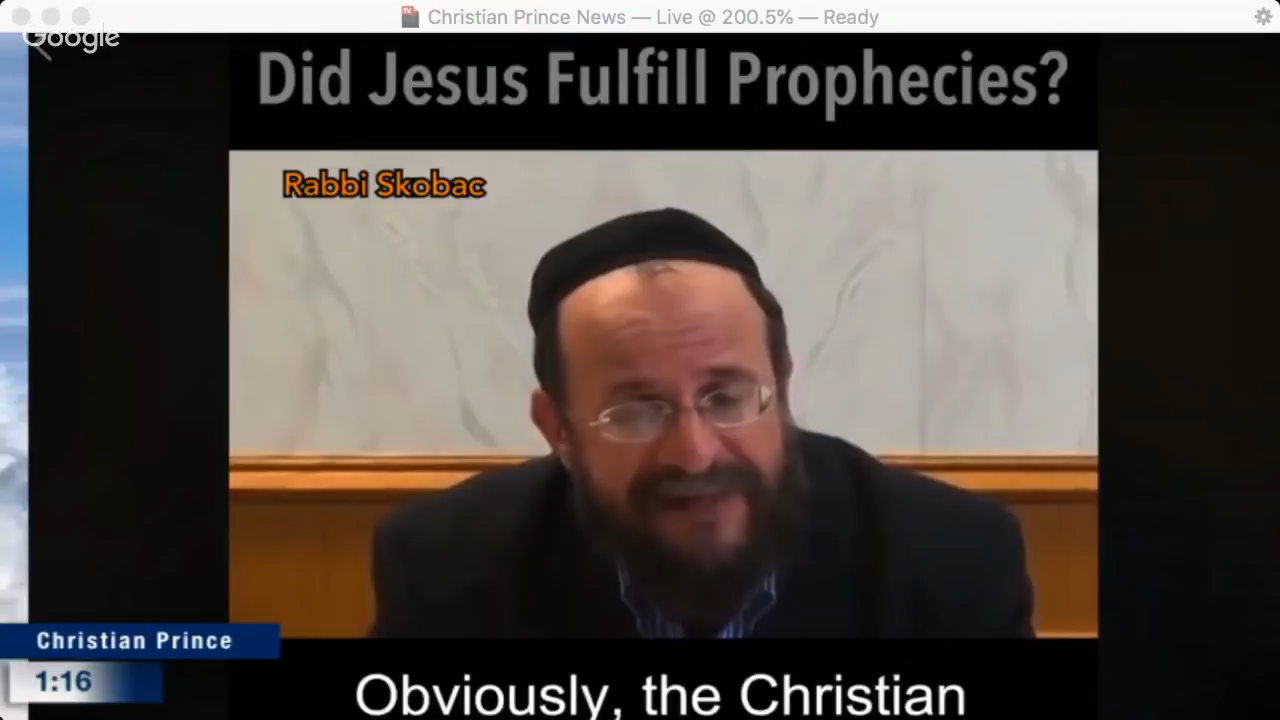 Christian Prince News — Live @ 200.5% — Ready
Google
Did Jesus Fulfill Prophecies?
Rabbi Skobac
Christian Prince
1:16
Obviously, the Christian